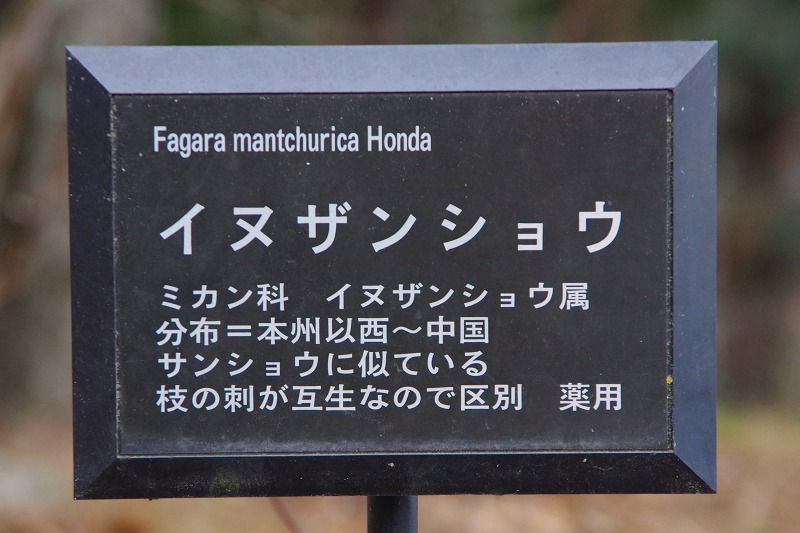 Fagara mantchurica Honda
イヌザンショウ
ミカン科　イヌザンショウ属
分布＝本州以西～中国
サンショウに似ている
枝の刺が互生なので区別　薬用